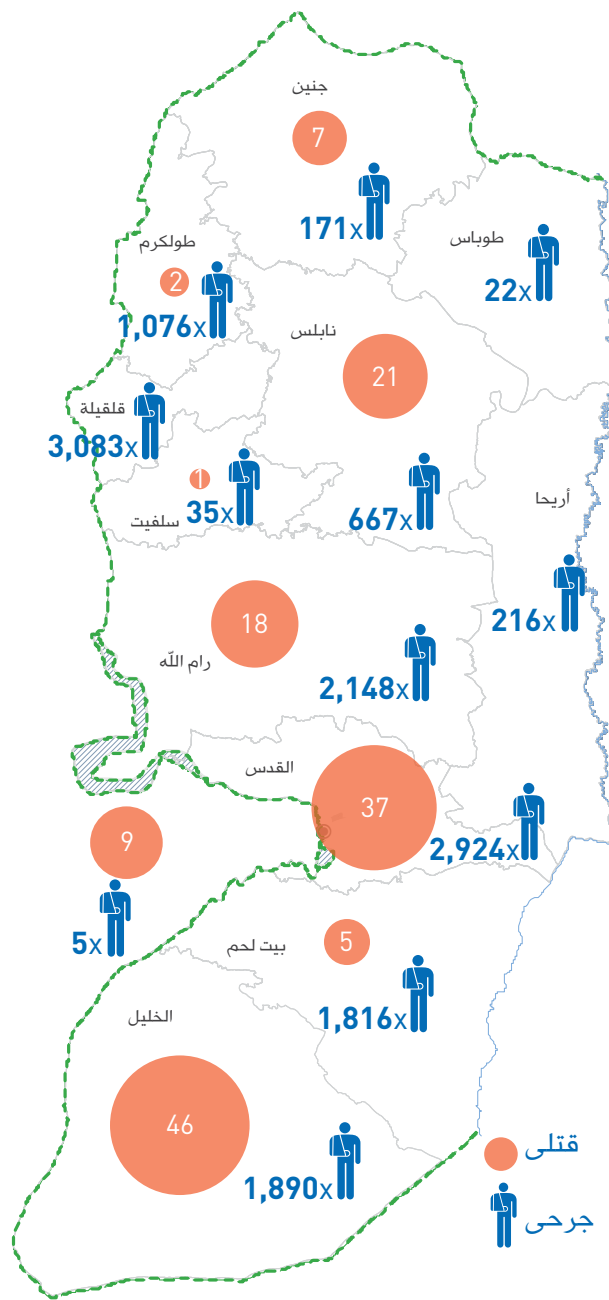 جنين
7
171x
طوباس
22x
طولكرم
2
1,076x
نابلس
21
667x
قلقيلة
3,083x
سلفيت
1
35x
أريحا
216x
رام الله
18
2,148x
القدس
37
2,924x
9
5x
بيت لحم
5
1,816x
الخليل
46
1,890x
قتلى
جرحى